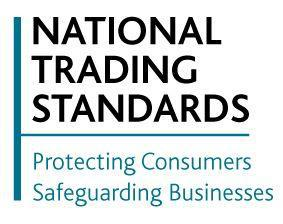 NATIONAL
TRADING
STANDARDS
Protecting Consumers
Safeguarding Businesses